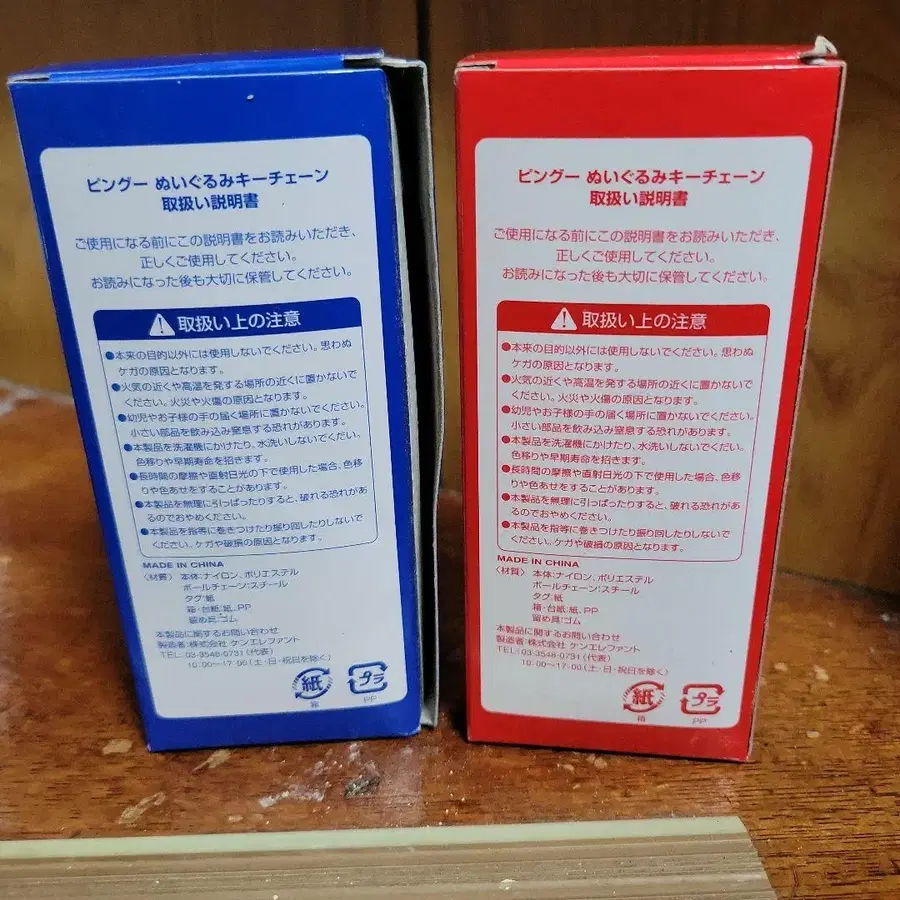 ピングー ぬいぐるみキーチェーン
取扱い説明書
ご使用になる前にこの説明書をお読みいただき、
正しくご使用してください。
お読みになった後も大切に保管してください。
取扱い上の注意
●本来の目的以外には使用しないでください。思わぬ
ケガの原因となります。
●火気の近くや高温を発する場所の近くに置かないで
ください。火災や火傷の原因となります。
●幼児やお子様の手の届く場所に置かないでください。
小さい部品を飲み込み窒息する恐れがあります。
●本製品を洗濯機にかけたり、水洗いしないでください。
色移りや早期寿命を招きます。
●長時間の摩擦や直射日光の下で使用した場合、色移
りや色あせをすることがあります。
●本製品を無理に引っぱったりすると、破れる恐れがあ
るのでおやめください。
●本製品を指等に巻きつけたり振り回したりしないで
ください。ケガや破損の原因となります。
MADE IN CHINA
〈材質〉 本体:ナイロン、ポリエステル
ボールチェーン:スチール
タグ:紙
箱・台紙:紙、PP
留め具:ゴム
本製品に関するお問い合わせ
製造者:株式会社 ケンエレファント
TEL:03-3548-0731(代表)
10:00〜17:00(土・日・祝日を除く)
紙
箱
プラ
PP
ピングー ぬいぐるみキーチェーン
取扱い説明書
ご使用になる前にこの説明書をお読みいただき、
正しくご使用してください。
お読みになった後も大切に保管してください。
取扱い上の注意
●本来の目的以外には使用しないでください。思わぬ
ケガの原因となります。
●火気の近くや高温を発する場所の近くに置かないで
ください。火災や火傷の原因となります。
●幼児やお子様の手の届く場所に置かないでください。
小さい部品を飲み込み窒息する恐れがあります。
●本製品を洗濯機にかけたり、水洗いしないでください。
色移りや早期寿命を招きます。
●長時間の摩擦や直射日光の下で使用した場合、色移
りや色あせをすることがあります。
●本製品を無理に引っぱったりすると、破れる恐れがあ
るのでおやめください。
●本製品を指等に巻きつけたり振り回したりしないで
ください。ケガや破損の原因となります。
MADE IN CHINA
〈材質〉 本体:ナイロン、ポリエステル
ボールチェーン:スチール
タグ:紙
箱・台紙:紙、PP
留め具:ゴム
本製品に関するお問い合わせ
製造者:株式会社 ケンエレファント
TEL:03-3548-0731(代表)
10:00〜17:00(土・日・祝日を除く)
紙
箱
プラ
PP